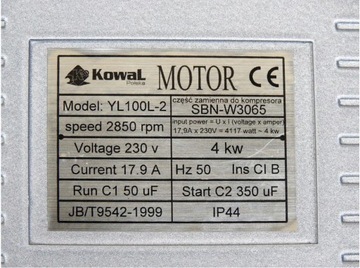 KowaL MOTOR CE
Model: YL100L-2 część zamienna do kompresora
SBN-W3065
speed 2850 rpm input power = U x I (voltage x amper)
17,9A x 230V = 4117 watt ~ 4 kw
Voltage 230 v 4 kw
Current 17.9 A Hz 50 Ins Cl B
Run C1 50 uF Start C2 350 uF
JB/T9542-1999 IP44